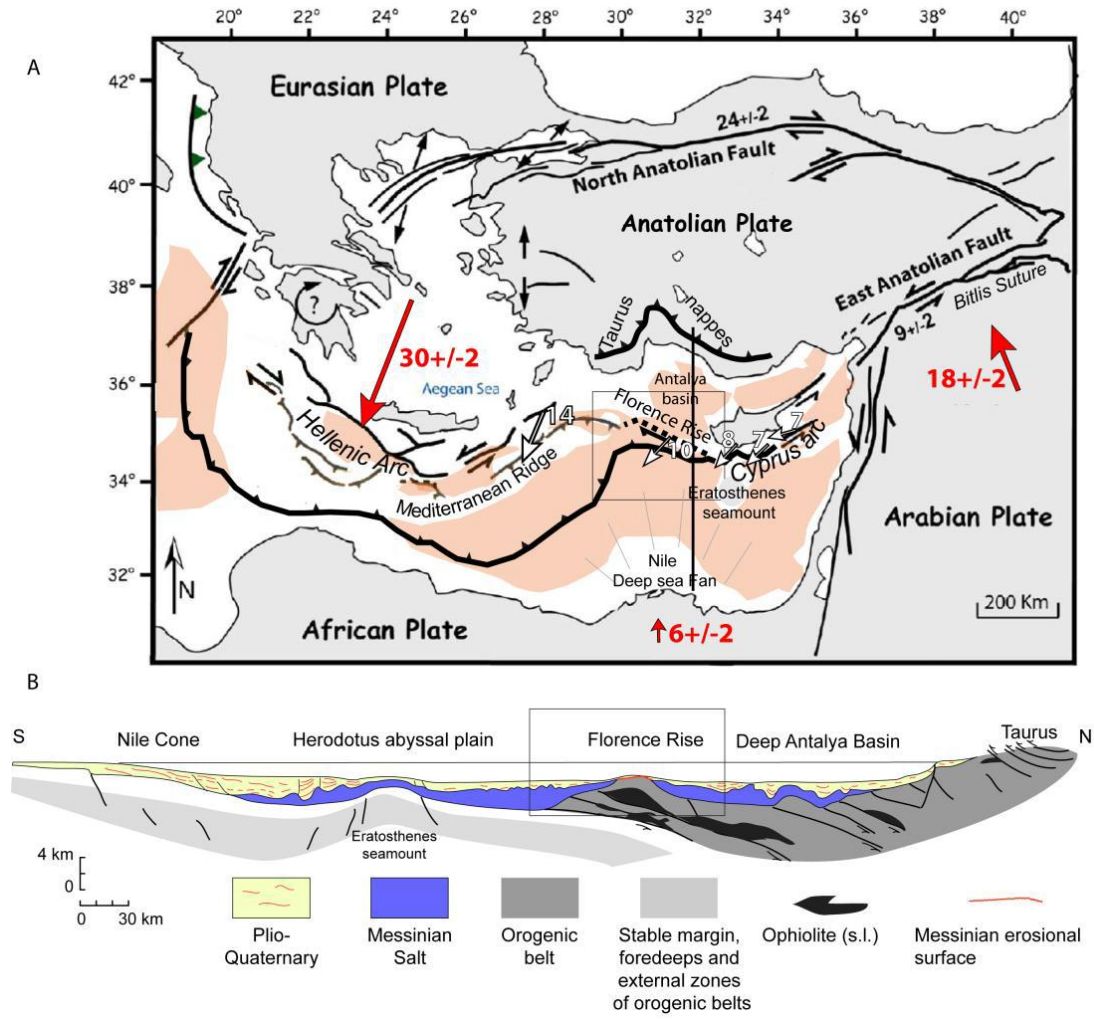 20° 22° 24° 26° 28° 30° 32° 34° 36° 38° 40°
A
42°
40°
38°
36°
34°
32°
Eurasian Plate
24+/-2
North Anatolian Fault
Anatolian Plate
East Anatolian Fault
Bitlis Suture
9+/-2
?
30+/-2
Aegean Sea
Taurus
nappes
18+/-2
Antalya
basin
Florence Rise
14
10
8
7
7
Hellenic Arc
Mediterranean Ridge
Cyprus arc
Eratosthenes
seamount
Arabian Plate
Nile
Deep sea Fan
N
200 Km
African Plate
6+/-2
B
S
Nile Cone
Herodotus abyssal plain
Florence Rise
Deep Antalya Basin
Taurus
N
Eratosthenes
seamount
4 km
0
0 30 km
Plio-
Quaternary
Messinian
Salt
Orogenic
belt
Stable margin,
foredeeps and
external zones
of orogenic belts
Ophiolite (s.l.)
Messinian erosional
surface